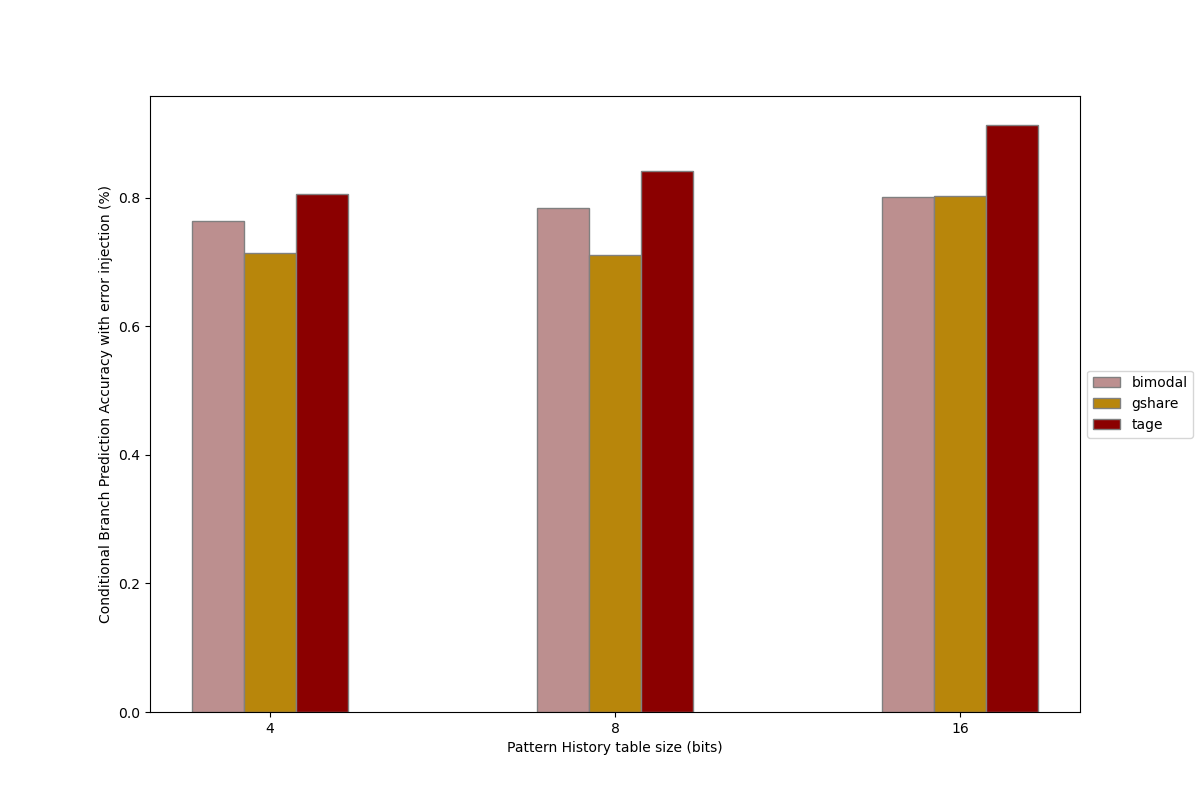 Conditional Branch Prediction Accuracy with error injection (%)
0.8
0.6
0.4
0.2
0.0
4 8 16
Pattern History table size (bits)
bimodal
gshare
tage